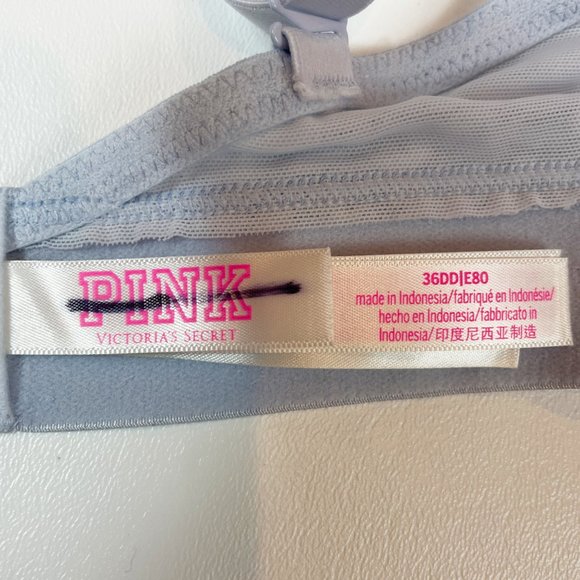 PINK
VICTORIA'S SECRET
36DD|E80
made in Indonesia/fabriqué en Indonésie/
hecho en Indonesia/fabbricato in
Indonesia/印度尼西亚制造